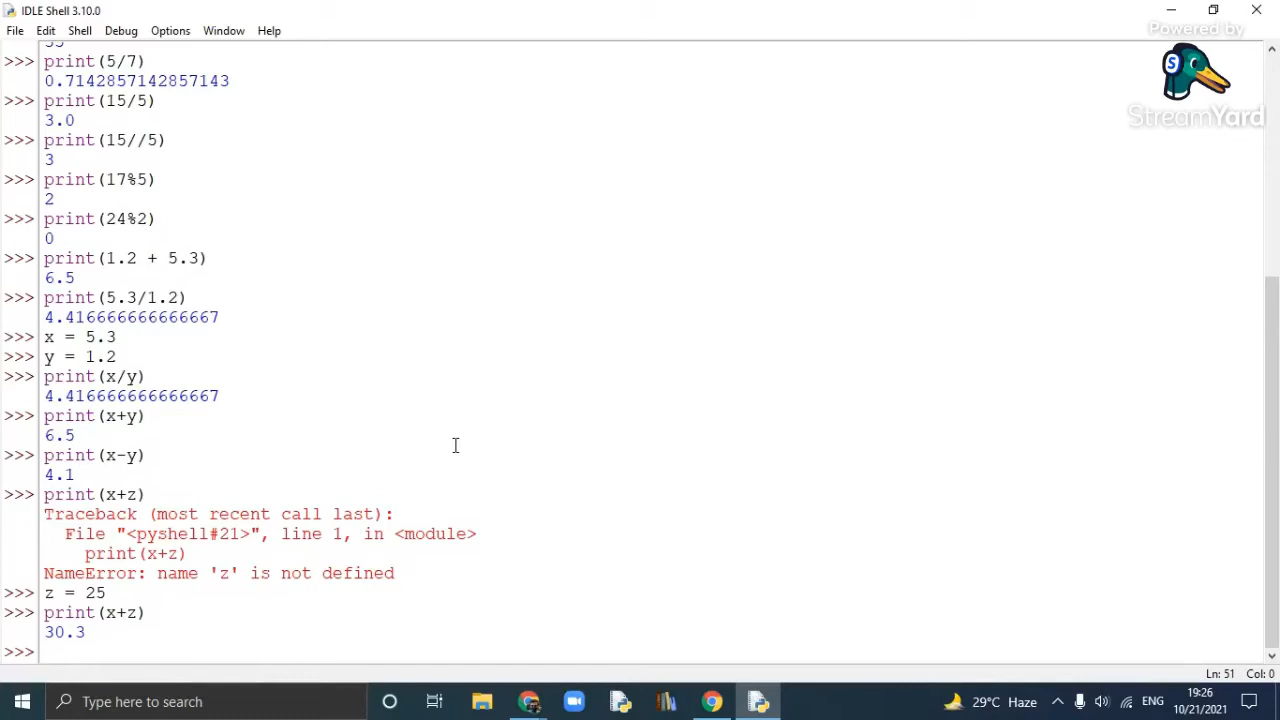 IDLE Shell 3.10.0
File Edit Shell Debug Options Window Help
Powered by
S
StreamYard
35
>>> print(5/7)
0.7142857142857143
>>> print(15/5)
3.0
>>> print(15//5)
3
>>> print(17%5)
2
>>> print(24%2)
0
>>> print(1.2 + 5.3)
6.5
>>> print(5.3/1.2)
4.416666666666667
>>> x = 5.3
>>> y = 1.2
>>> print(x/y)
4.416666666666667
>>> print(x+y)
6.5
>>> print(x-y)
4.1
>>> print(x+z)
Traceback (most recent call last):
  File "<pyshell#21>", line 1, in <module>
    print(x+z)
NameError: name 'z' is not defined
>>> z = 25
>>> print(x+z)
30.3
>>>
Ln: 51 Col: 0
Type here to search
29°C Haze
ENG
19:26
10/21/2021